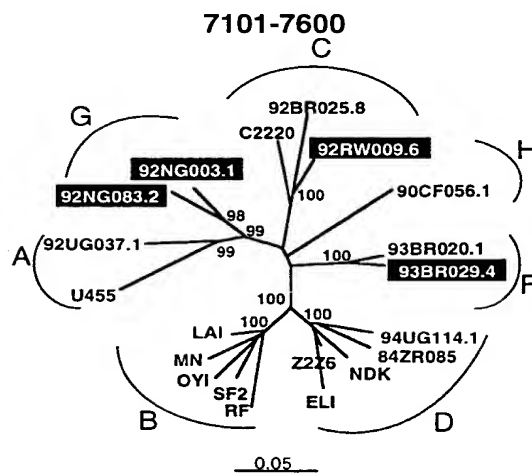 7101-7600
C
92BR025.8
G
C2220
92RW009.6
H
92NG003.1
100
90CF056.1
92NG083.2
98
99
92UG037.1
93BR020.1
A
99
100
93BR029.4
F
U455
100
LAI
100
100
94UG114.1
MN
Z2Z6
84ZR085
OYI
NDK
SF2
RF
ELI
B
D
0.05